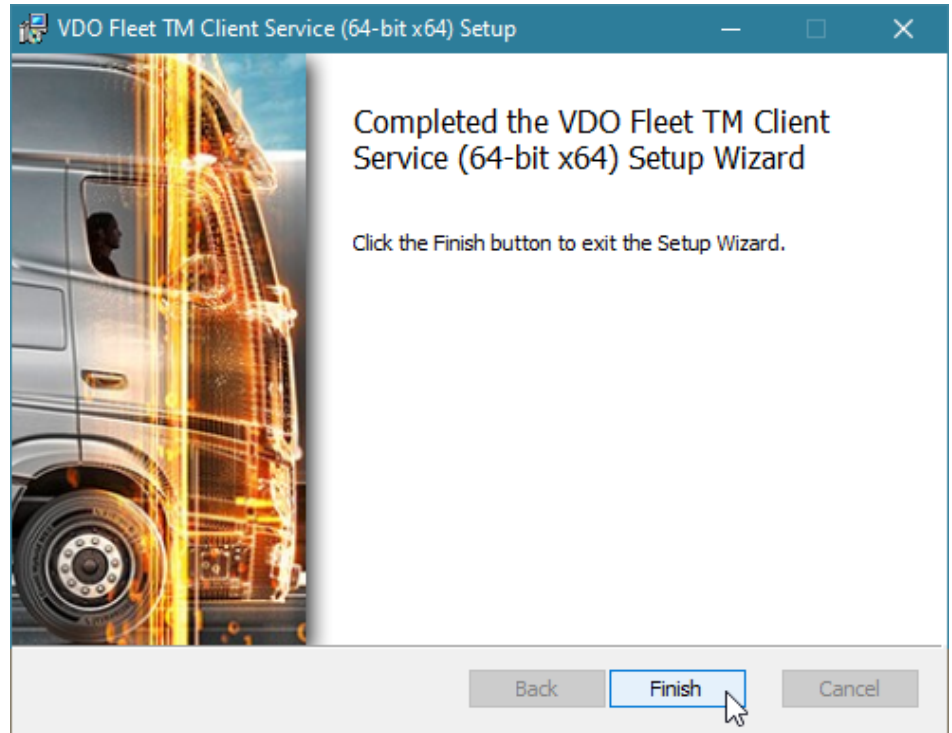 VDO Fleet TM Client Service (64-bit x64) Setup
Completed the VDO Fleet TM Client
Service (64-bit x64) Setup Wizard
Click the Finish button to exit the Setup Wizard.
Back
Finish
Cancel